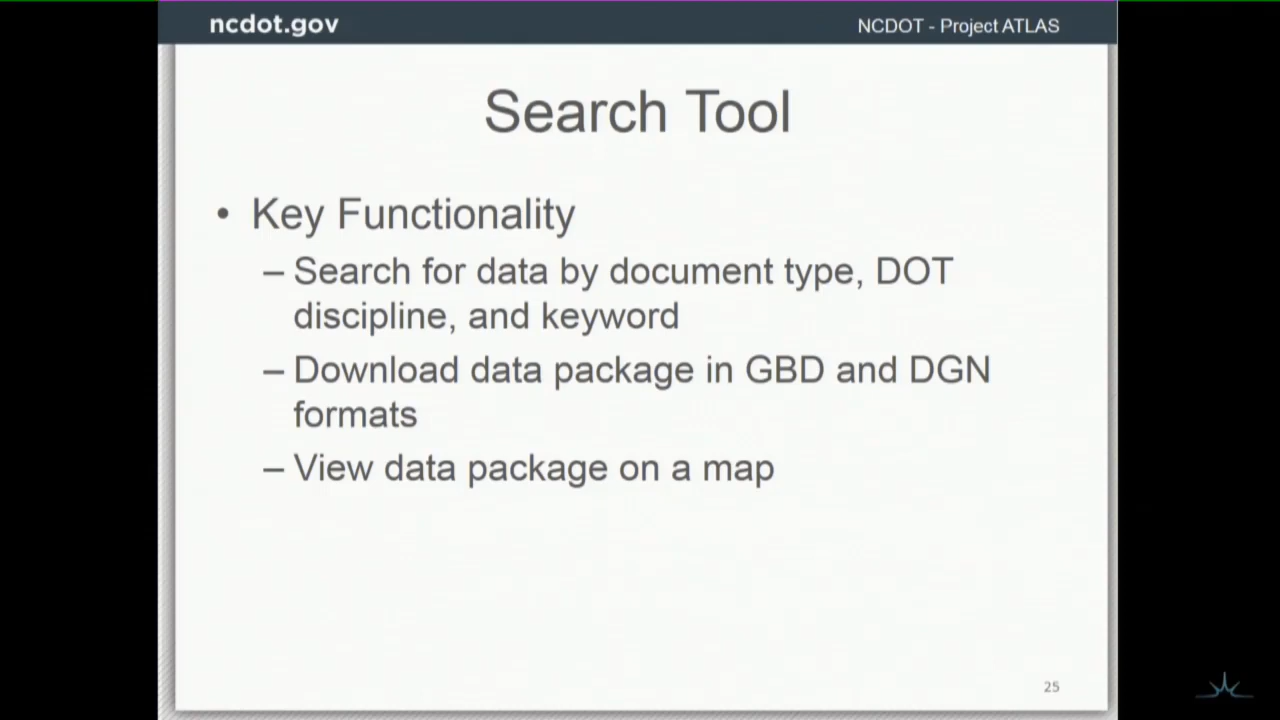 ncdot.gov
NCDOT - Project ATLAS
Search Tool
• Key Functionality
– Search for data by document type, DOT
discipline, and keyword
– Download data package in GBD and DGN
formats
– View data package on a map
25